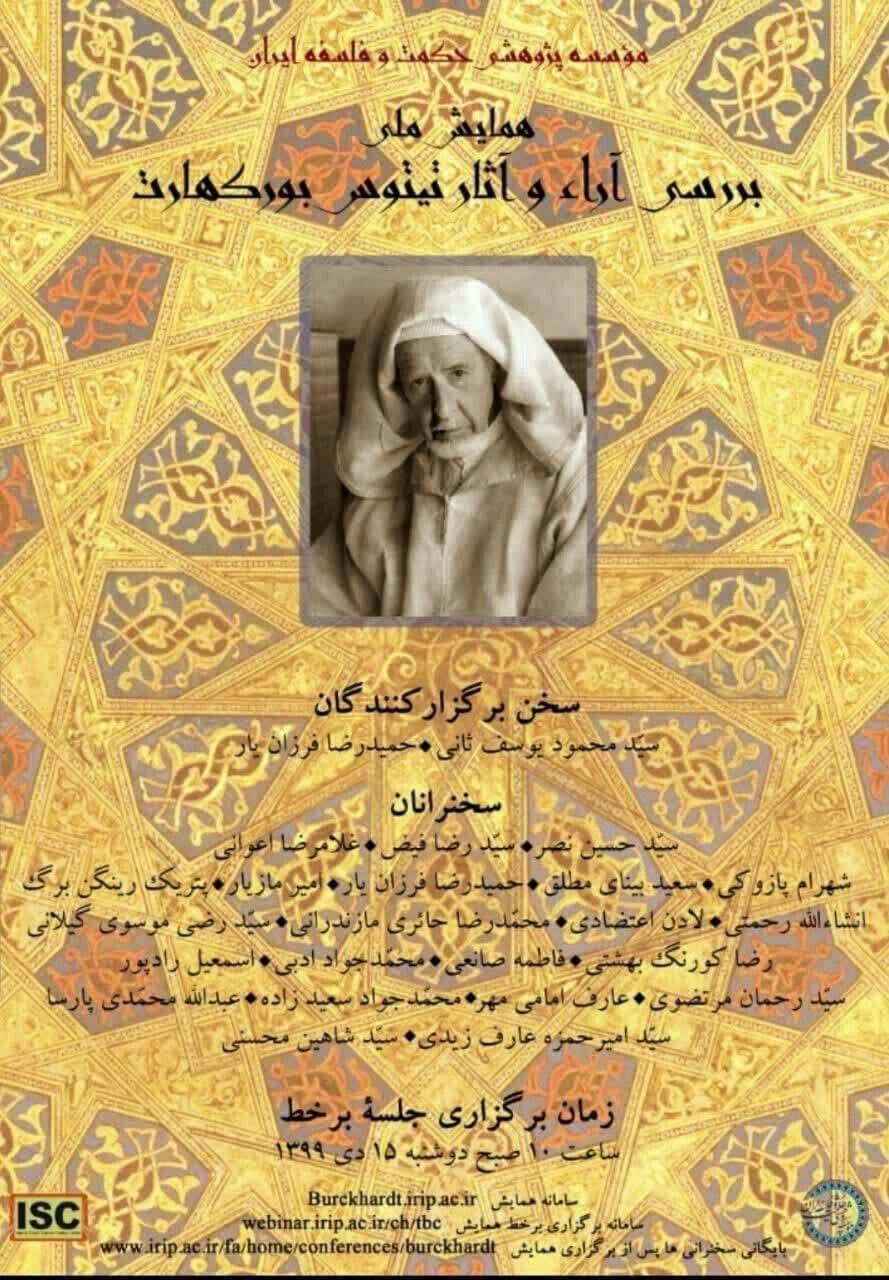 مؤسسه پژوهشی حکمت و فلسفه ایران
همایش ملی
بررسی آراء و آثار تیتوس بورکهارت
سخن برگزارکنندگان
سیّد محمود یوسف ثانی◆حمیدرضا فرزان یار
سخنرانان
سیّد حسین نصر◆سیّد رضا فیض◆غلامرضا اعوانی
شهرام پازوکی◆سعید بینای مطلق◆حمیدرضا فرزان یار◆امیر مازیار◆پتریک رینگن برگ
انشاءالله رحمتی◆لادن اعتضادی◆محمّدرضا حائری مازندرانی◆سیّد رضی موسوی گیلانی
رضا کورنگ بهشتی◆فاطمه صانعی◆محمّدجواد ادبی◆اسمعیل رادپور
سیّد رحمان مرتضوی◆عارف امامی مهر◆محمّدجواد سعید زاده◆عبدالله محمّدی پارسا
سیّد امیرحمزه عارف زیدی◆سیّد شاهین محسنی
زمان برگزاری جلسهٔ برخط
ساعت ۱۰ صبح دوشنبه ۱۵ دی ۱۳۹۹
سامانه همایش Burckhardt.irip.ac.ir
سامانه برگزاری برخط همایش webinar.irip.ac.ir/ch/tbc
بایگانی سخنرانی ها پس از برگزاری همایش www.irip.ac.ir/fa/home/conferences/burckhardt
ISC